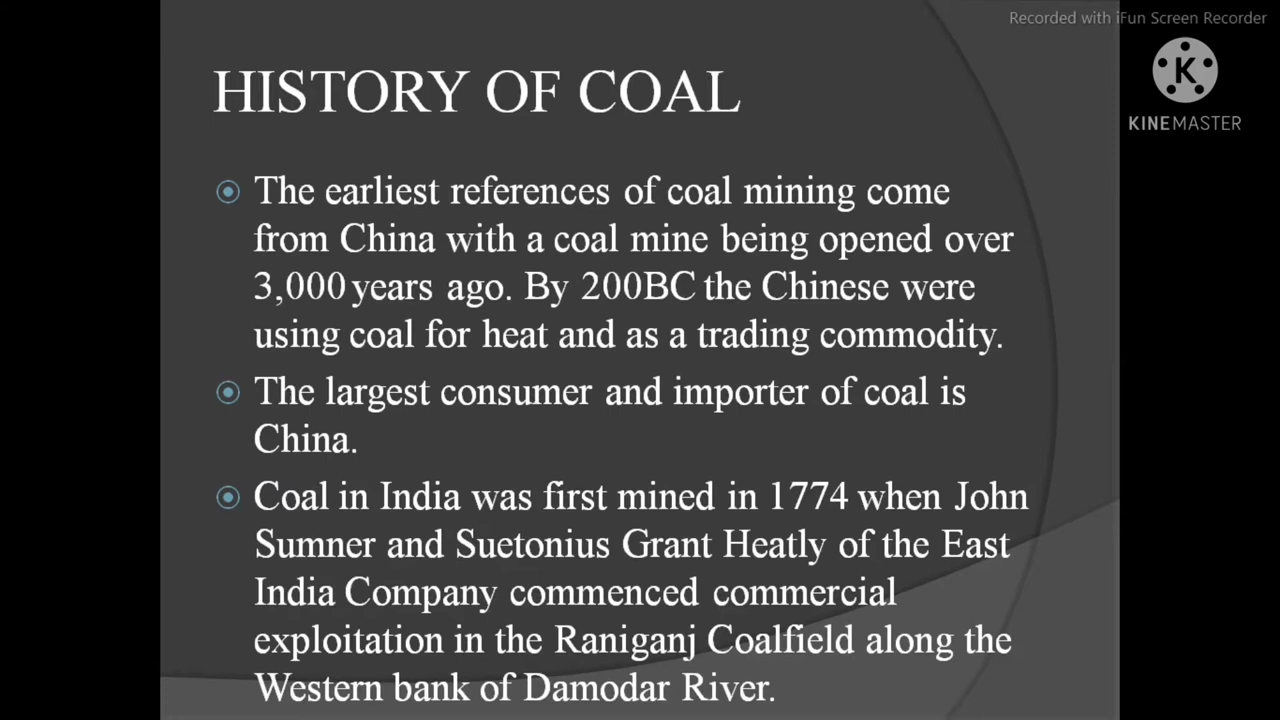 Recorded with iFun Screen Recorder
K
KINEMASTER
HISTORY OF COAL
The earliest references of coal mining come
from China with a coal mine being opened over
3,000 years ago. By 200BC the Chinese were
using coal for heat and as a trading commodity.
The largest consumer and importer of coal is
China.
Coal in India was first mined in 1774 when John
Sumner and Suetonius Grant Heatly of the East
India Company commenced commercial
exploitation in the Raniganj Coalfield along the
Western bank of Damodar River.